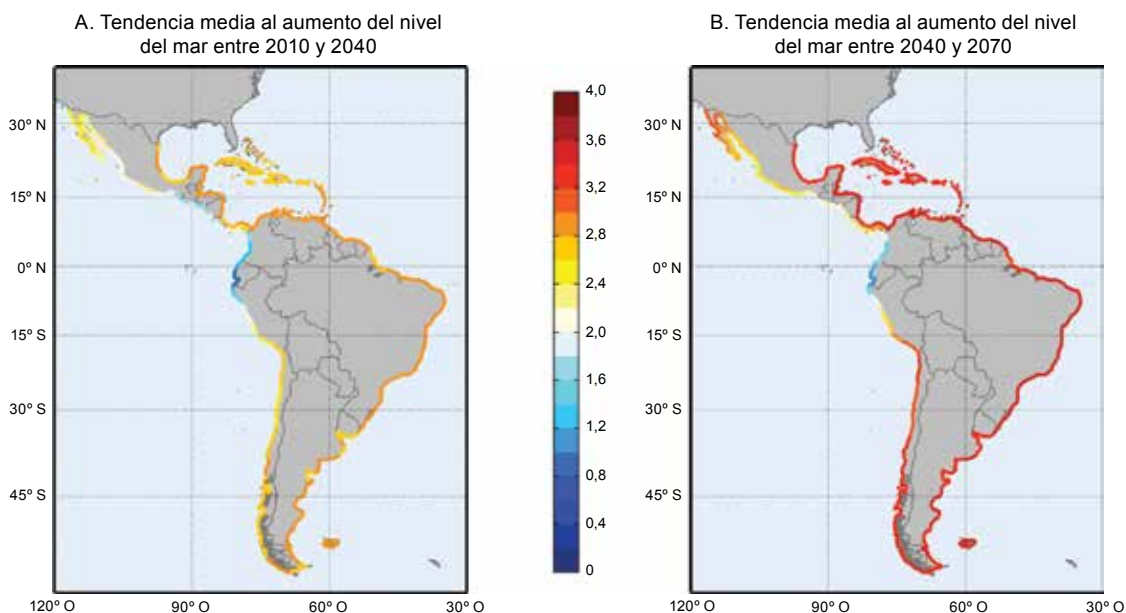 A. Tendencia media al aumento del nivel
del mar entre 2010 y 2040
30º N
15º N
0º N
15º S
30º S
45º S
120º O
90º O
60º O
30º O
4,0
3,6
3,2
2,8
2,4
2,0
1,6
1,2
0,8
0,4
0
B. Tendencia media al aumento del nivel
del mar entre 2040 y 2070
30º N
15º N
0º N
15º S
30º S
45º S
120º O
90º O
60º O
30º O